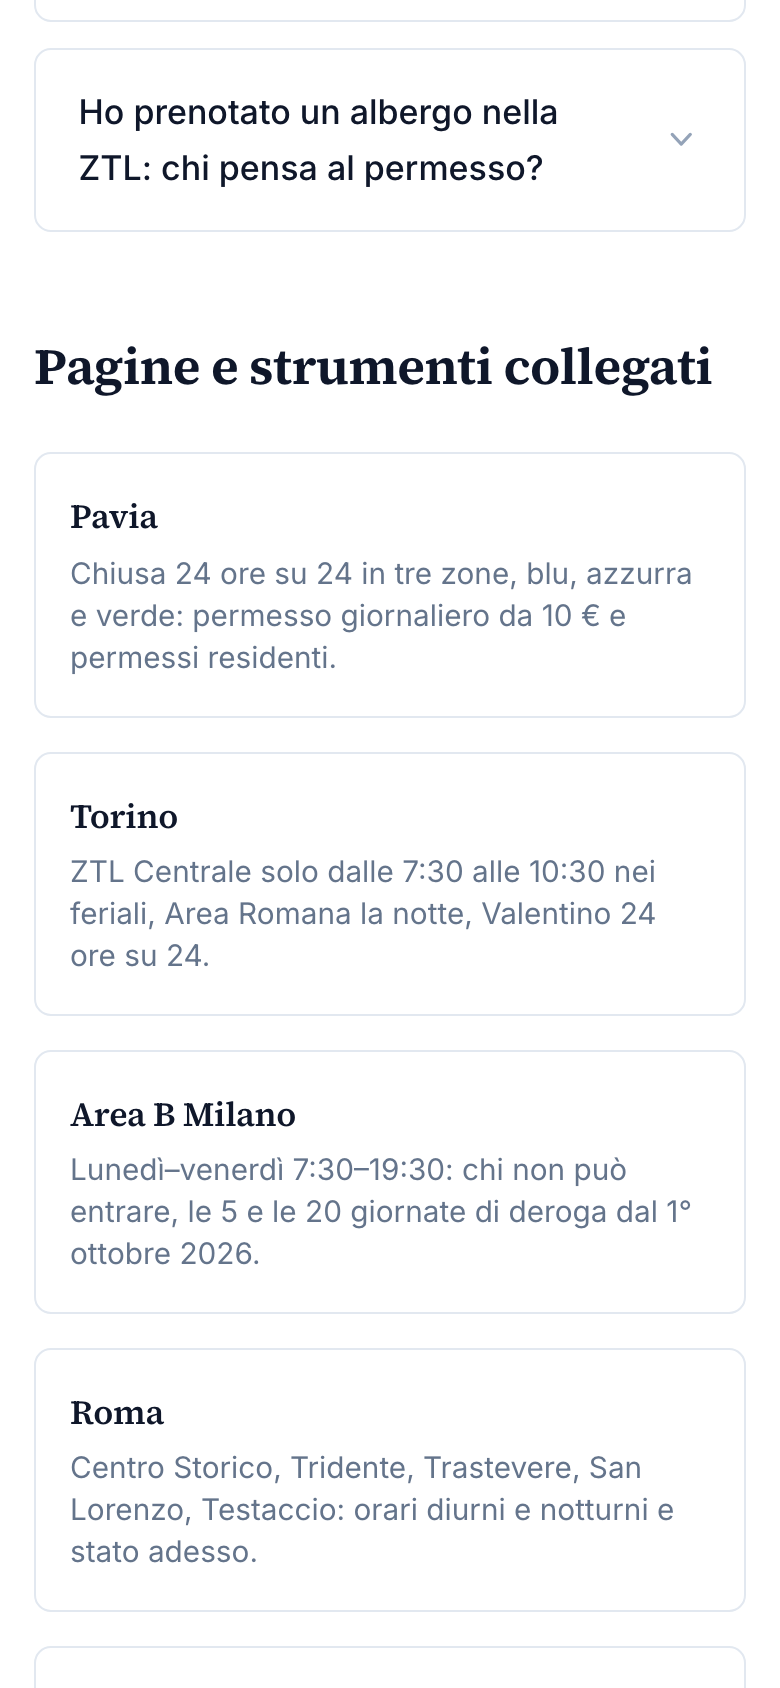 Ho prenotato un albergo nella
ZTL: chi pensa al permesso?
Pagine e strumenti collegati
Pavia
Chiusa 24 ore su 24 in tre zone, blu, azzurra
e verde: permesso giornaliero da 10 € e
permessi residenti.
Torino
ZTL Centrale solo dalle 7:30 alle 10:30 nei
feriali, Area Romana la notte, Valentino 24
ore su 24.
Area B Milano
Lunedì–venerdì 7:30–19:30: chi non può
entrare, le 5 e le 20 giornate di deroga dal 1°
ottobre 2026.
Roma
Centro Storico, Tridente, Trastevere, San
Lorenzo, Testaccio: orari diurni e notturni e
stato adesso.